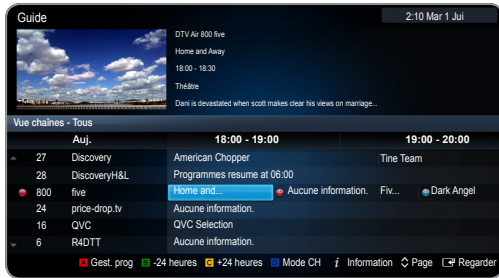 Guide
2:10 Mar 1 Jui
DTV Air 800 five
Home and Away
18:00 - 18:30
Théâtre
Dani is devastated when scott makes clear his views on marriage...
Vue chaînes - Tous
Auj. 18:00 - 19:00 19:00 - 20:00
27 Discovery American Chopper Tine Team
28 DiscoveryH&L Programmes resume at 06:00
800 five Home and... Aucune information. Fiv... Dark Angel
24 price-drop.tv Aucune information.
16 QVC QVC Selection
6 R4DTT Aucune information.
A Gest. prog B -24 heures C +24 heures D Mode CH i Information Page Regarder